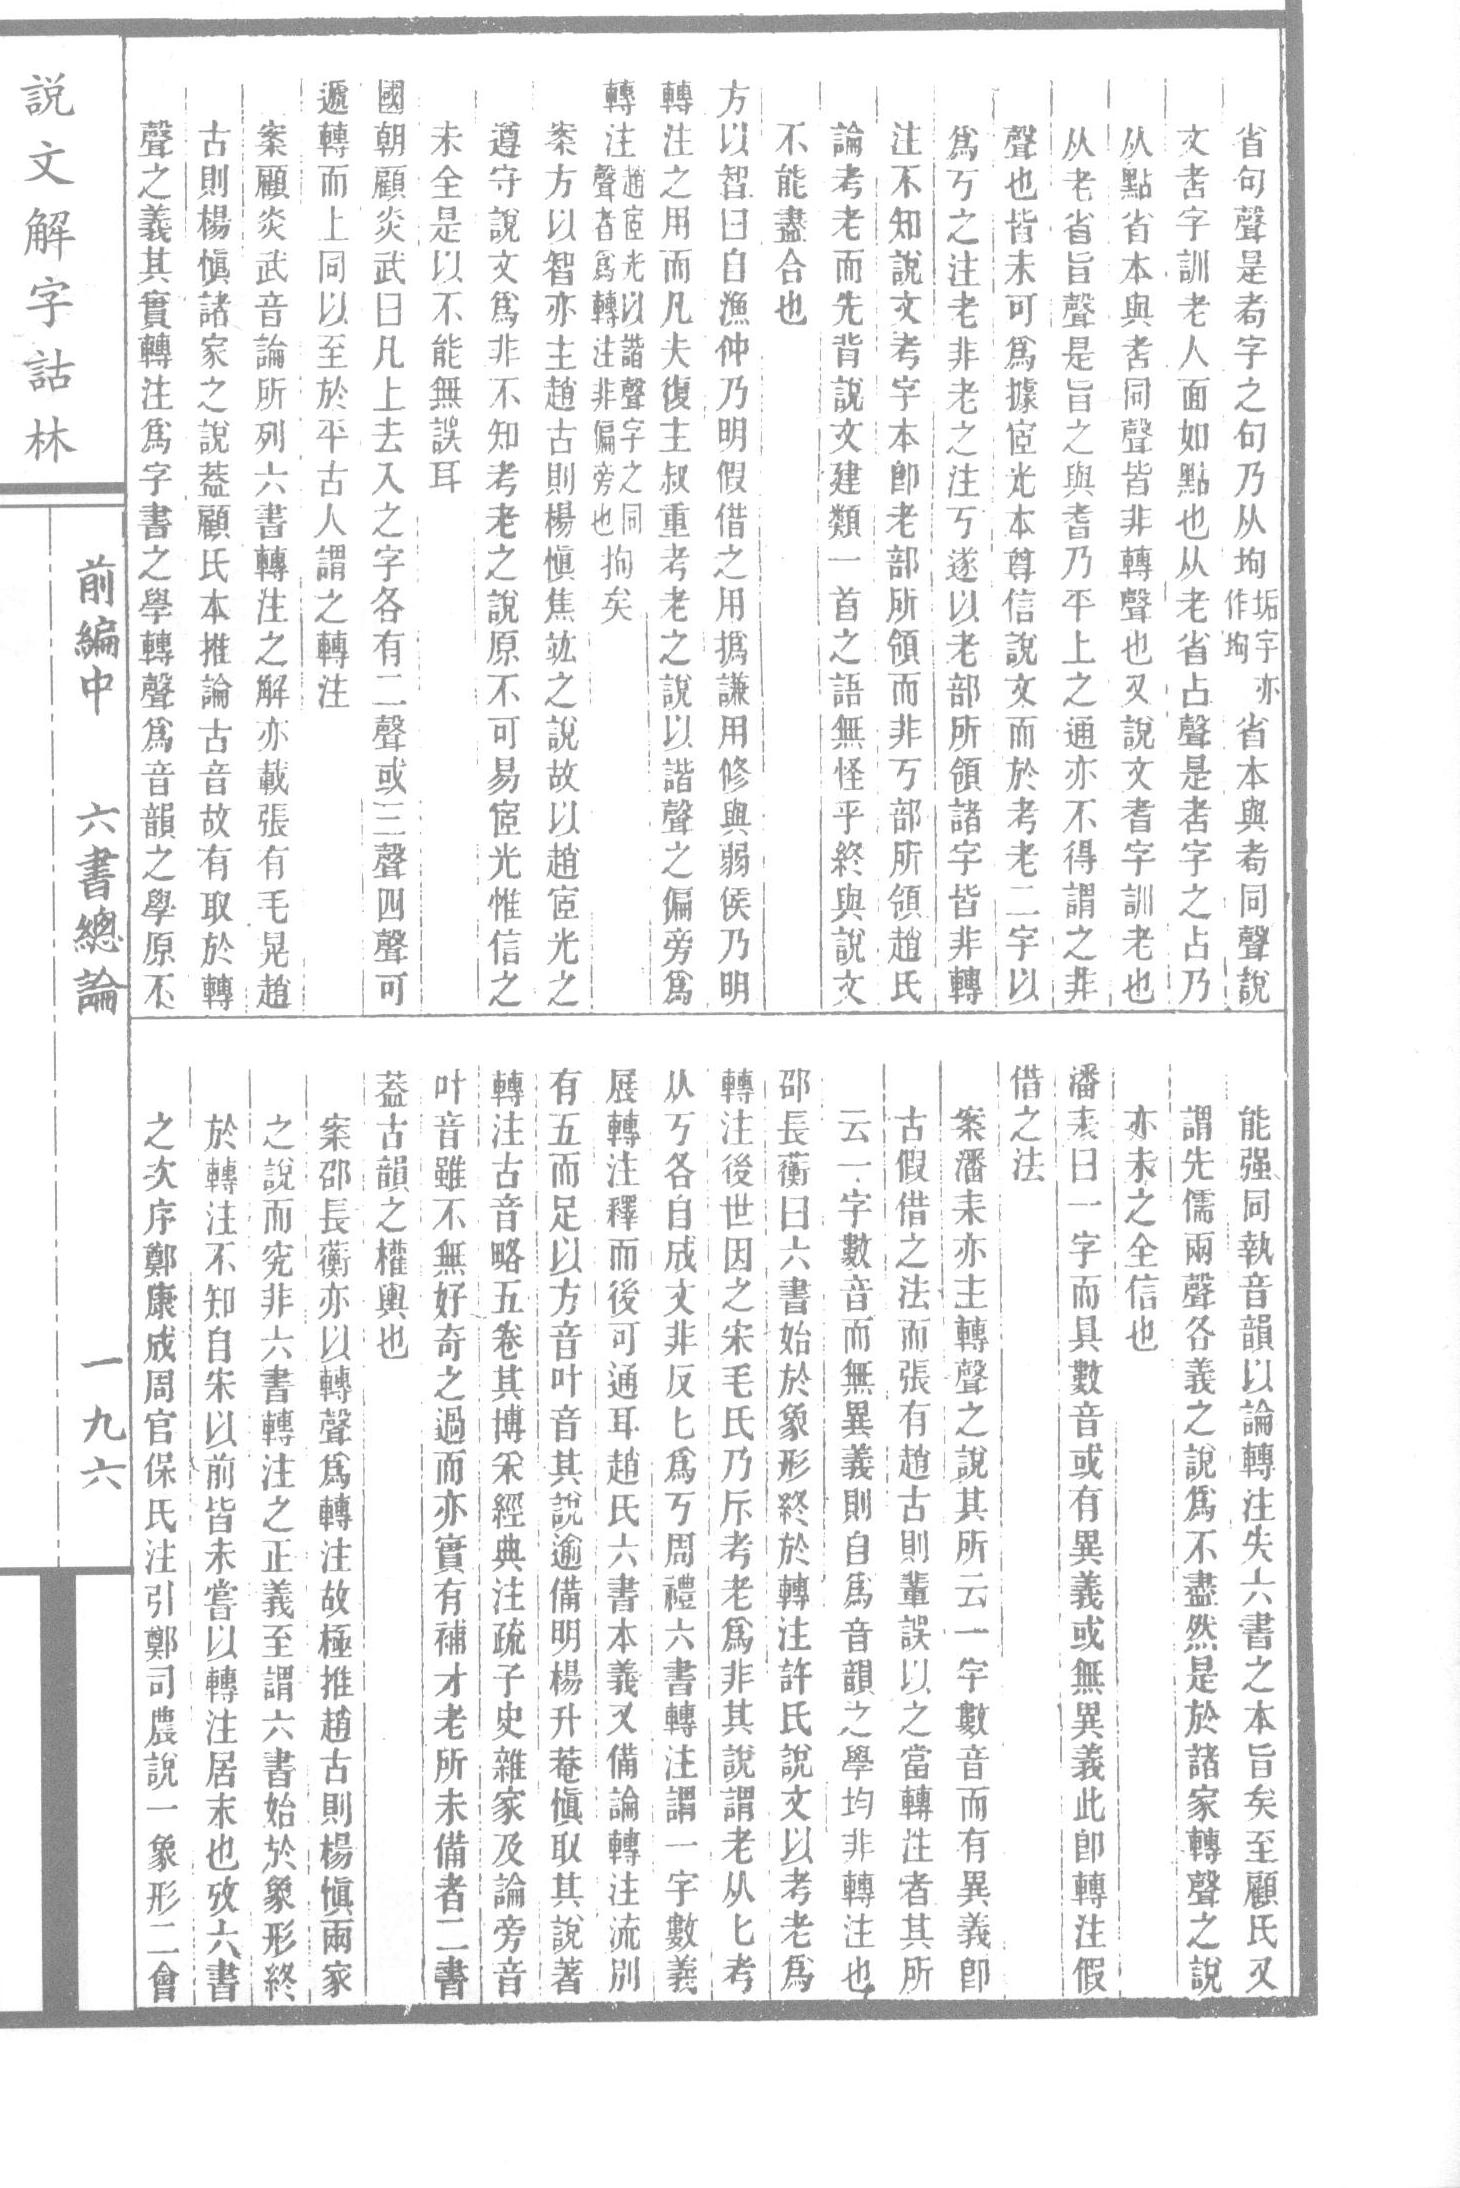 省句聲是耇字之句乃从坸垢字亦作坸省本與耇同聲說
文者字訓老人面如點也从老省占聲是者字之占乃
从點省本與者同聲皆非轉聲也又說文耆字訓老也
从老省旨聲是旨之與耆乃平上之通亦不得謂之非
聲也皆未可爲據宧光本尊信說文而於考老二字以
爲丂之注老非老之注丂遂以老部所領諸字皆非轉
注不知說文考字本卽老部所領而非丂部所領趙氏
論考老而先背說文建類一首之語無怪乎終與說文
不能盡合也
方以智曰自漁仲乃明假借之用撝謙用修與弱侯乃明
轉注之用而凡夫復主叔重考老之說以諧聲之偏旁爲
轉注趙宧光以諧聲字之同聲者爲轉注非偏旁也拘矣
案方以智亦主趙古則楊愼焦竑之說故以趙宧光之
遵守說文爲非不知考老之說原不可易宧光惟信之
未全是以不能無誤耳
國朝顧炎武曰凡上去入之字各有二聲或三聲四聲可
遞轉而上同以至於平古人謂之轉注
案顧炎武音論所列六書轉注之解亦載張有毛晃趙
古則楊愼諸家之說葢顧氏本推論古音故有取於轉
聲之義其實轉注爲字書之學轉聲爲音韻之學原不
能强同執音韻以論轉注失六書之本旨矣至顧氏又
謂先儒兩聲各義之說爲不盡然是於諸家轉聲之說
亦未之全信也
潘耒曰一字而具數音或有異義或無異義此卽轉注假
借之法
案潘耒亦主轉聲之說其所云一字數音而有異義卽
古假借之法而張有趙古則輩誤以之當轉注者其所
云一字數音而無異義則自爲音韻之學均非轉注也
邵長蘅曰六書始於象形終於轉注許氏說文以考老爲
轉注後世因之宋毛氏乃斥考老爲非其說謂老从匕考
从丂各自成文非反匕爲丂周禮六書轉注謂一字數義
展轉注釋而後可通耳趙氏六書本義又備論轉注流別
有五而足以方音叶音其說逾備明楊升菴愼取其說著
轉注古音略五卷其博采經典注疏子史雜家及論旁音
叶音雖不無好奇之過而亦實有補才老所未備者二書
葢古韻之權輿也
案邵長蘅亦以轉聲爲轉注故極推趙古則楊愼兩家
之說而究非六書轉注之正義至謂六書始於象形終
於轉注不知自宋以前皆未嘗以轉注居末也攷六書
之次序鄭康成周官保氏注引鄭司農說一象形二會
說文解字詁林
前編中　六書總論　一九六